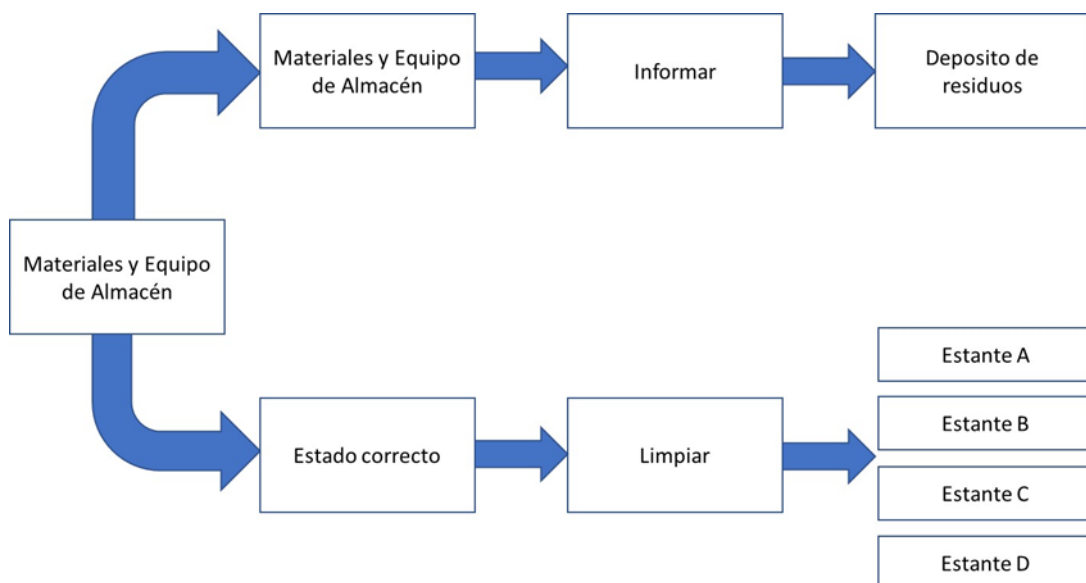 Materiales y Equipo
de Almacén
Informar
Deposito de
residuos
Materiales y Equipo
de Almacén
Estado correcto
Limpiar
Estante A
Estante B
Estante C
Estante D